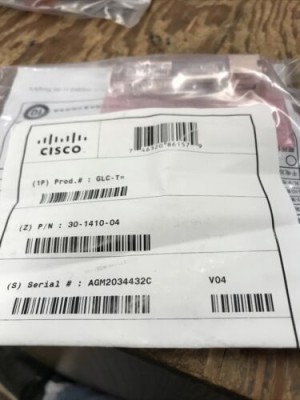 CISCO
(1P) Prod.# : GLC-T=
(Z) P/N : 30-1410-04
(S) Serial # : AGM2034432C V04